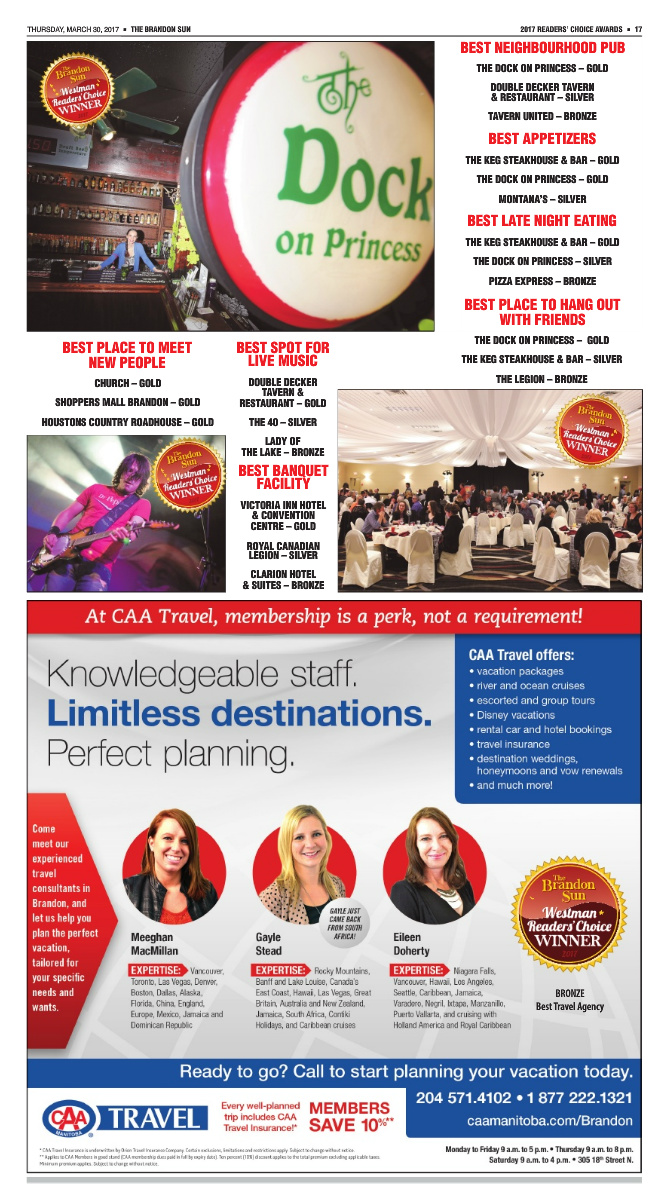 THURSDAY, MARCH 30, 2017 • THE BRANDON SUN
2017 READERS' CHOICE AWARDS • 17
The
Brandon
Sun
Westman
Readers' Choice
WINNER
The
Dock
on Princess
BEST NEIGHBOURHOOD PUB
THE DOCK ON PRINCESS – GOLD
DOUBLE DECKER TAVERN
& RESTAURANT – SILVER
TAVERN UNITED – BRONZE
BEST APPETIZERS
THE KEG STEAKHOUSE & BAR – GOLD
THE DOCK ON PRINCESS – GOLD
MONTANA'S – SILVER
BEST LATE NIGHT EATING
THE KEG STEAKHOUSE & BAR – GOLD
THE DOCK ON PRINCESS – SILVER
PIZZA EXPRESS – BRONZE
BEST PLACE TO HANG OUT
WITH FRIENDS
THE DOCK ON PRINCESS – GOLD
THE KEG STEAKHOUSE & BAR – SILVER
THE LEGION – BRONZE
BEST PLACE TO MEET
NEW PEOPLE
CHURCH – GOLD
SHOPPERS MALL BRANDON – GOLD
HOUSTONS COUNTRY ROADHOUSE – GOLD
BEST SPOT FOR
LIVE MUSIC
DOUBLE DECKER
TAVERN &
RESTAURANT – GOLD
THE 40 – SILVER
LADY OF
THE LAKE – BRONZE
BEST BANQUET
FACILITY
VICTORIA INN HOTEL
& CONVENTION
CENTRE – GOLD
ROYAL CANADIAN
LEGION – SILVER
CLARION HOTEL
& SUITES – BRONZE
The
Brandon
Sun
Westman
Readers' Choice
WINNER
The
Brandon
Sun
Westman
Readers' Choice
WINNER
At CAA Travel, membership is a perk, not a requirement!
Knowledgeable staff.
Limitless destinations.
Perfect planning.
CAA Travel offers:
• vacation packages
• river and ocean cruises
• escorted and group tours
• Disney vacations
• rental car and hotel bookings
• travel insurance
• destination weddings,
honeymoons and vow renewals
• and much more!
Come
meet our
experienced
travel
consultants in
Brandon, and
let us help you
plan the perfect
vacation,
tailored for
your specific
needs and
wants.
Meeghan
MacMillan
EXPERTISE: Vancouver,
Toronto, Las Vegas, Denver,
Boston, Dallas, Alaska,
Florida, China, England,
Europe, Mexico, Jamaica and
Dominican Republic
GAYLE JUST
CAME BACK
FROM SOUTH
AFRICA!
Gayle
Stead
EXPERTISE: Rocky Mountains,
Banff and Lake Louise, Canada's
East Coast, Hawaii, Las Vegas, Great
Britain, Australia and New Zealand,
Jamaica, South Africa, Contiki
Holidays, and Caribbean cruises
Eileen
Doherty
EXPERTISE: Niagara Falls,
Vancouver, Hawaii, Los Angeles,
Seattle, Caribbean, Jamaica,
Varadero, Negril, Ixtapa, Manzanillo,
Puerto Vallarta, and cruising with
Holland America and Royal Caribbean
The
Brandon
Sun
Westman
Readers' Choice
WINNER
2017
BRONZE
Best Travel Agency
Ready to go? Call to start planning your vacation today.
CAA
MANITOBA
TRAVEL
Every well-planned
trip includes CAA
Travel Insurance!*
MEMBERS
SAVE 10%**
204 571.4102 • 1 877 222.1321
caamanitoba.com/Brandon
* CAA Travel Insurance is underwritten by Orion Travel Insurance Company. Certain exclusions, limitations and restrictions apply. Subject to change without notice.
** Applies to CAA Members in good stand (CAA membership dues paid in full by expiry date). Ten percent (10%) discount applies to the total premium excluding applicable taxes.
Minimum premium applies. Subject to change without notice.
Monday to Friday 9 a.m. to 5 p.m. • Thursday 9 a.m. to 8 p.m.
Saturday 9 a.m. to 4 p.m. • 305 18th Street N.